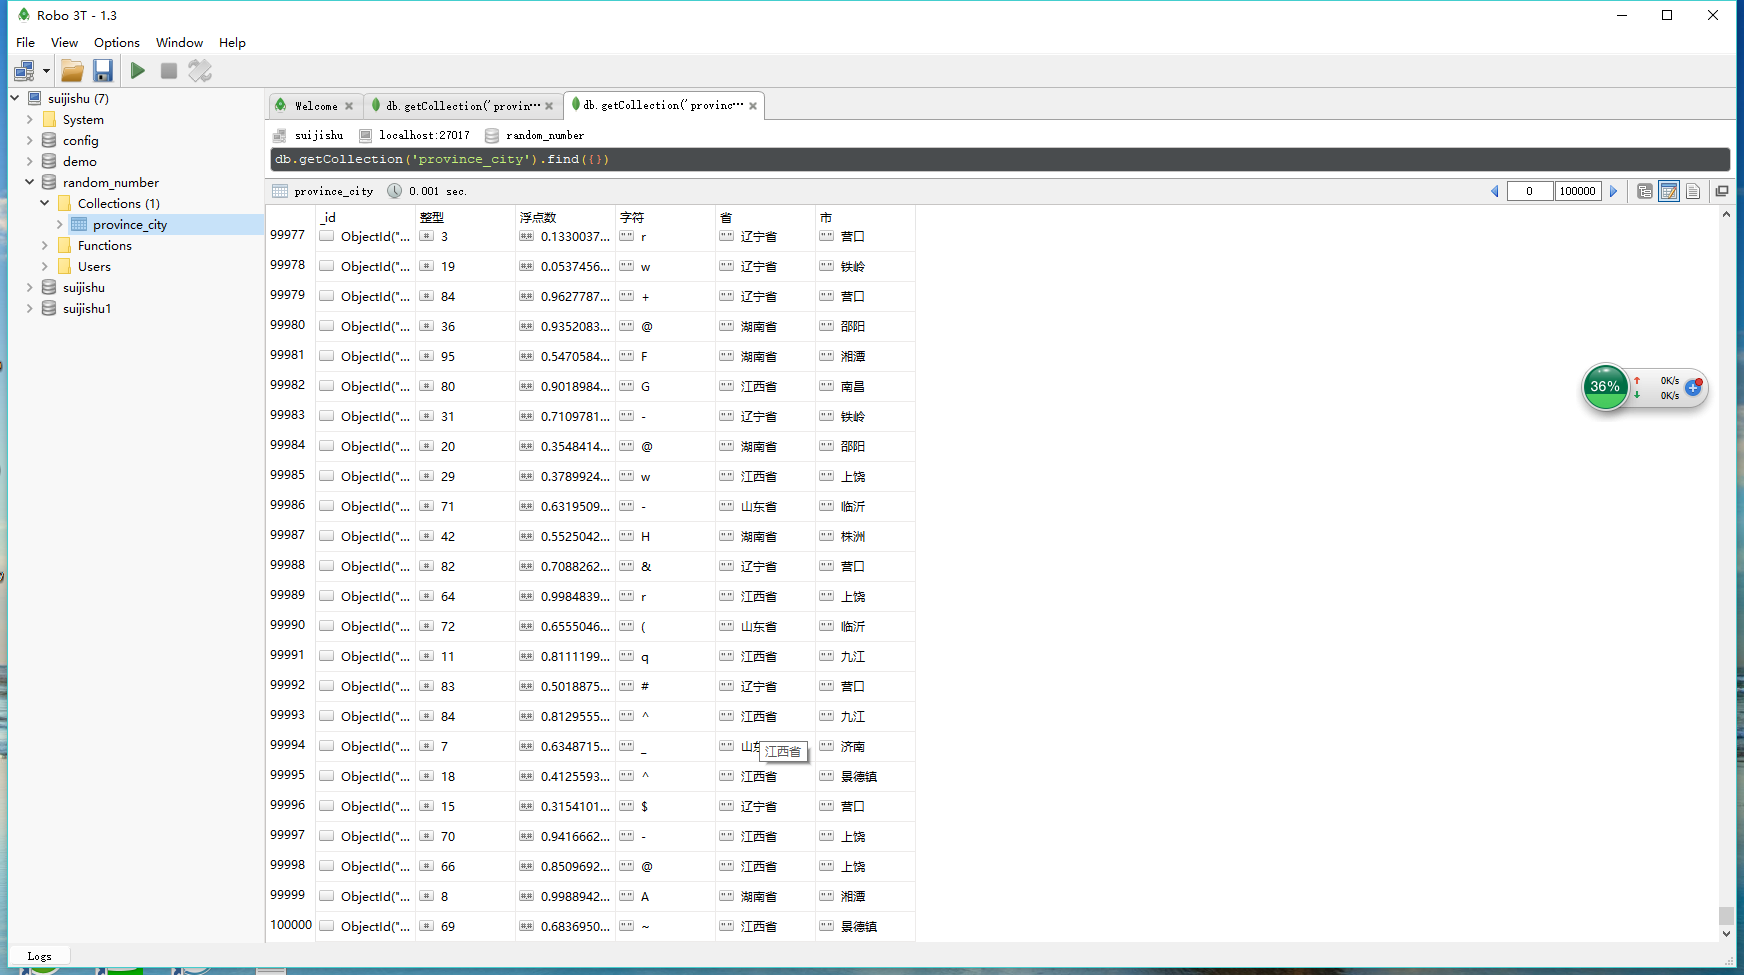 Robo 3T - 1.3
File View Options Window Help
suijishu (7)
System
config
demo
random_number
Collections (1)
province_city
Functions
Users
suijishu
suijishu1
Welcome db.getCollection('provin··· db.getCollection('provinc···
suijishu localhost:27017 random_number
db.getCollection('province_city').find({})
province_city 0.001 sec. 0 100000
_id 整型 浮点数 字符 省 市
99977 ObjectId("... # 3 ## 0.1330037... "" r "" 辽宁省 "" 营口
99978 ObjectId("... # 19 ## 0.0537456... "" w "" 辽宁省 "" 铁岭
99979 ObjectId("... # 84 ## 0.9627787... "" + "" 辽宁省 "" 营口
99980 ObjectId("... # 36 ## 0.9352083... "" @ "" 湖南省 "" 邵阳
99981 ObjectId("... # 95 ## 0.5470584... "" F "" 湖南省 "" 湘潭
99982 ObjectId("... # 80 ## 0.9018984... "" G "" 江西省 "" 南昌
99983 ObjectId("... # 31 ## 0.7109781... "" - "" 辽宁省 "" 铁岭
99984 ObjectId("... # 20 ## 0.3548414... "" @ "" 湖南省 "" 邵阳
99985 ObjectId("... # 29 ## 0.3789924... "" w "" 江西省 "" 上饶
99986 ObjectId("... # 71 ## 0.6319509... "" - "" 山东省 "" 临沂
99987 ObjectId("... # 42 ## 0.5525042... "" H "" 湖南省 "" 株洲
99988 ObjectId("... # 82 ## 0.7088262... "" & "" 辽宁省 "" 营口
99989 ObjectId("... # 64 ## 0.9984839... "" r "" 江西省 "" 上饶
99990 ObjectId("... # 72 ## 0.6555046... "" ( "" 山东省 "" 临沂
99991 ObjectId("... # 11 ## 0.8111199... "" q "" 江西省 "" 九江
99992 ObjectId("... # 83 ## 0.5018875... "" # "" 辽宁省 "" 营口
99993 ObjectId("... # 84 ## 0.8129555... "" ^ "" 江西省 "" 九江
99994 ObjectId("... # 7 ## 0.6348715... "" _ "" 山东 江西省 "" 济南
99995 ObjectId("... # 18 ## 0.4125593... "" ^ "" 江西省 "" 景德镇
99996 ObjectId("... # 15 ## 0.3154101... "" $ "" 辽宁省 "" 营口
99997 ObjectId("... # 70 ## 0.9416662... "" - "" 江西省 "" 上饶
99998 ObjectId("... # 66 ## 0.8509692... "" @ "" 江西省 "" 上饶
99999 ObjectId("... # 8 ## 0.9988942... "" A "" 湖南省 "" 湘潭
100000 ObjectId("... # 69 ## 0.6836950... "" ~ "" 江西省 "" 景德镇
36% 0K/s
0K/s
Logs